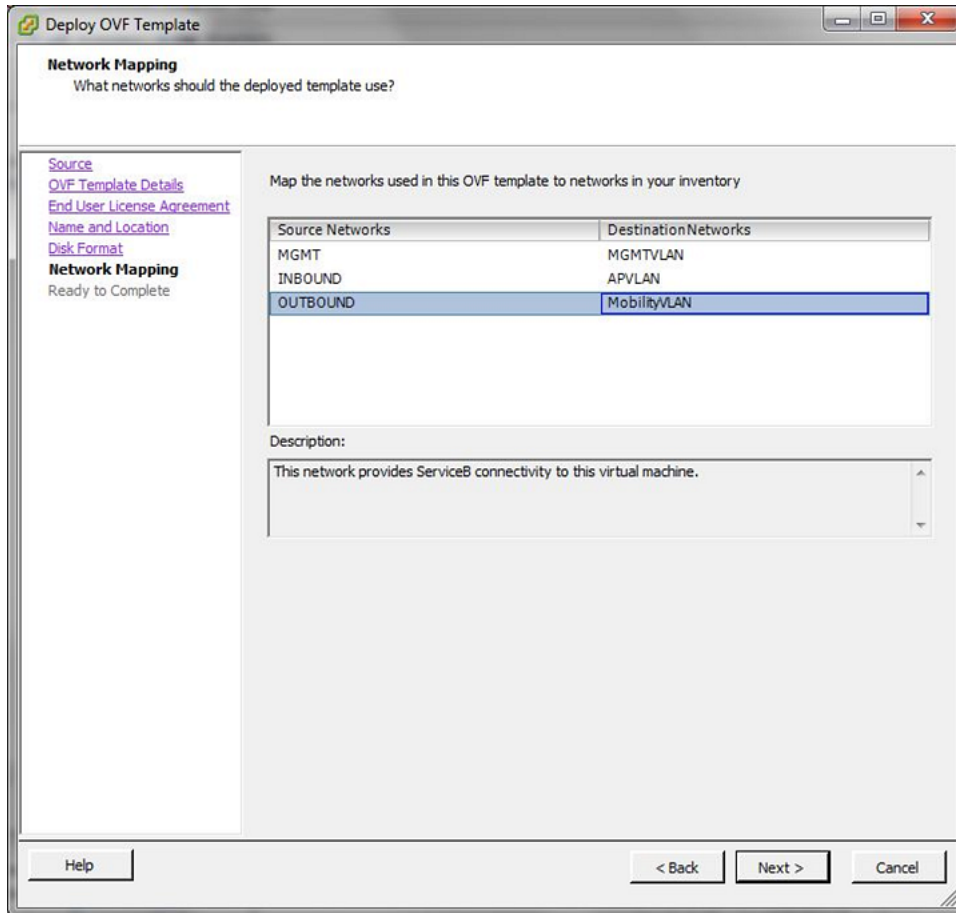 Deploy OVF Template
Network Mapping
What networks should the deployed template use?
Source
OVF Template Details
End User License Agreement
Name and Location
Disk Format
Network Mapping
Ready to Complete
Map the networks used in this OVF template to networks in your inventory
Source Networks DestinationNetworks
MGMT MGMTVLAN
INBOUND APVLAN
OUTBOUND MobilityVLAN
Description:
This network provides ServiceB connectivity to this virtual machine.
Help < Back Next > Cancel